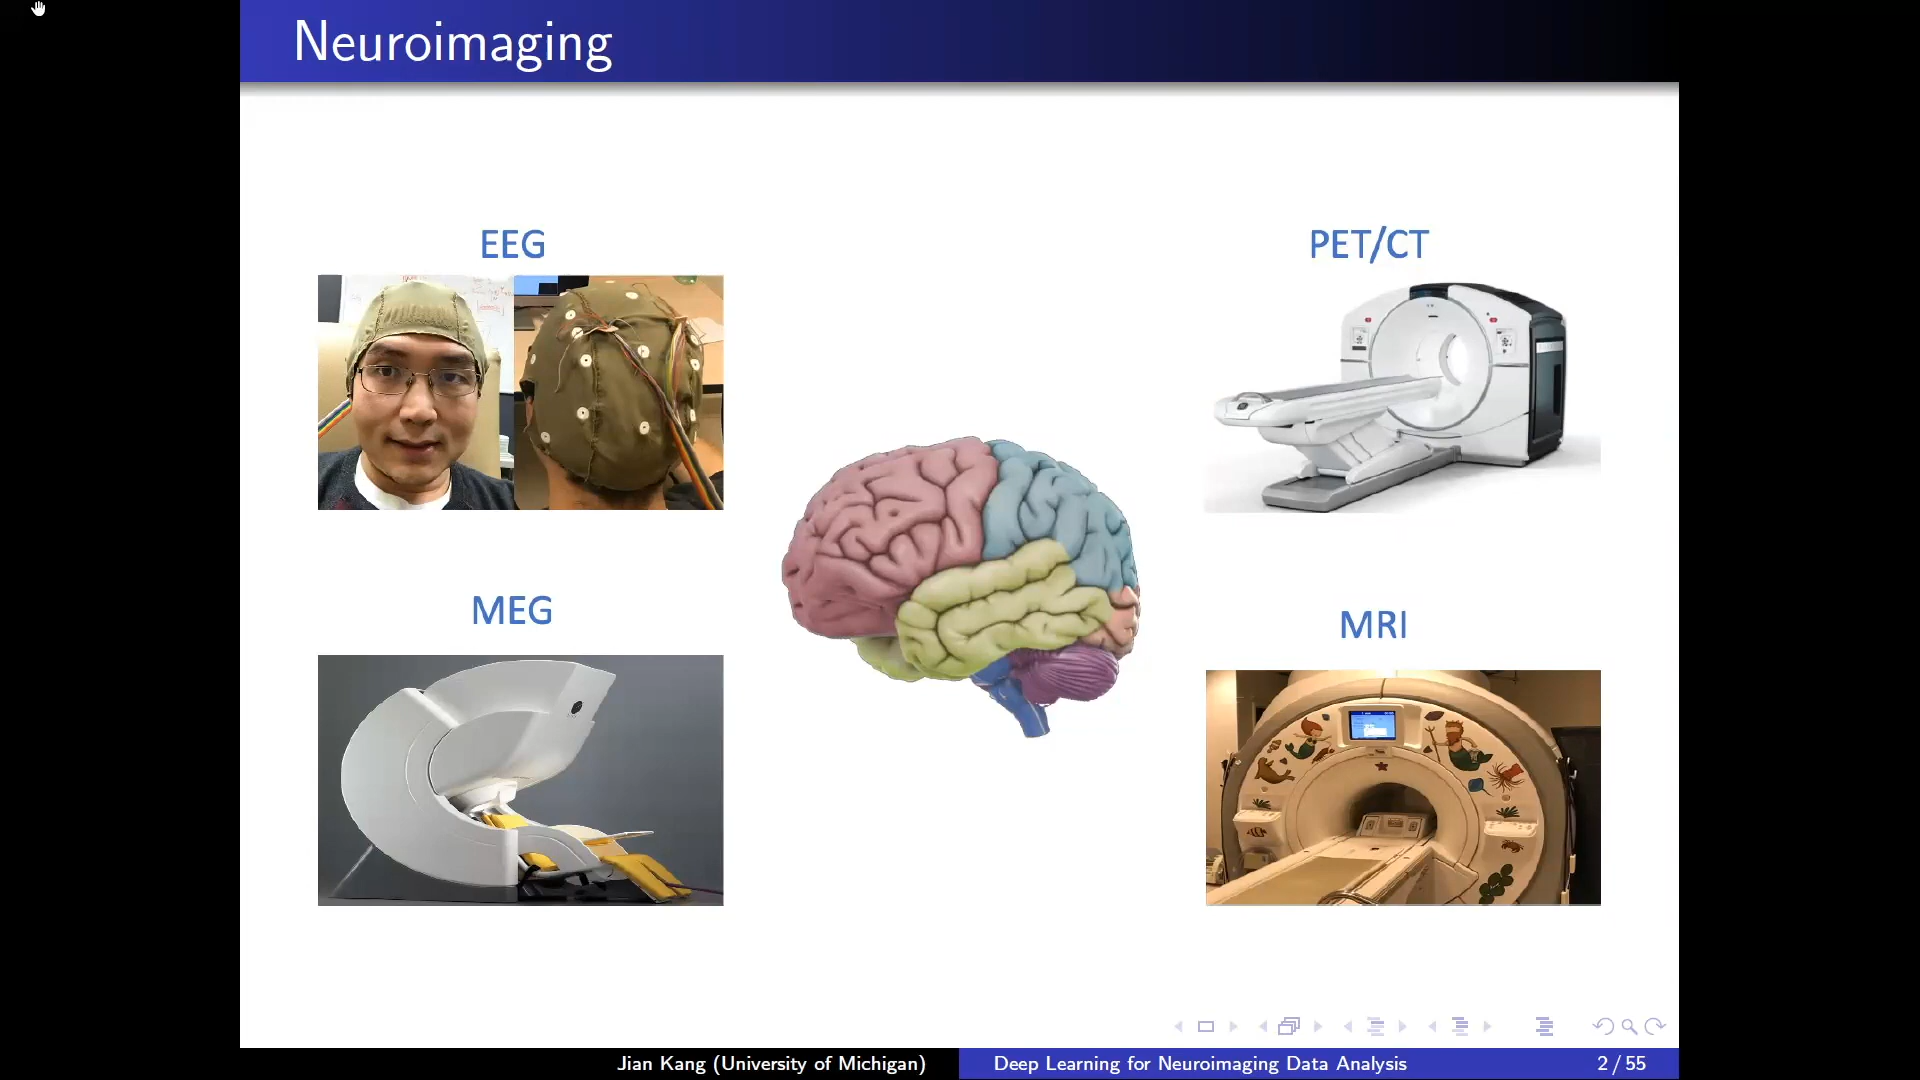 Neuroimaging
EEG
PET/CT
MEG
MRI
Jian Kang (University of Michigan)
Deep Learning for Neuroimaging Data Analysis
2 / 55